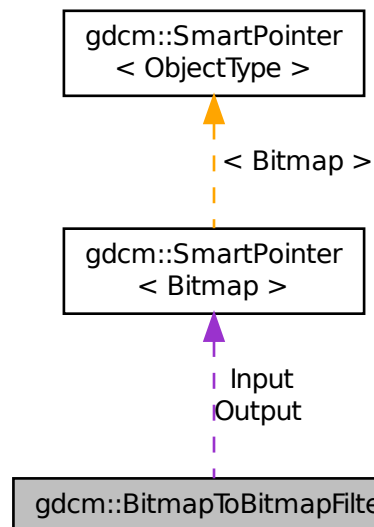 gdcm::SmartPointer
< ObjectType >
< Bitmap >
gdcm::SmartPointer
< Bitmap >
Input
Output
gdcm::BitmapToBitmapFilte